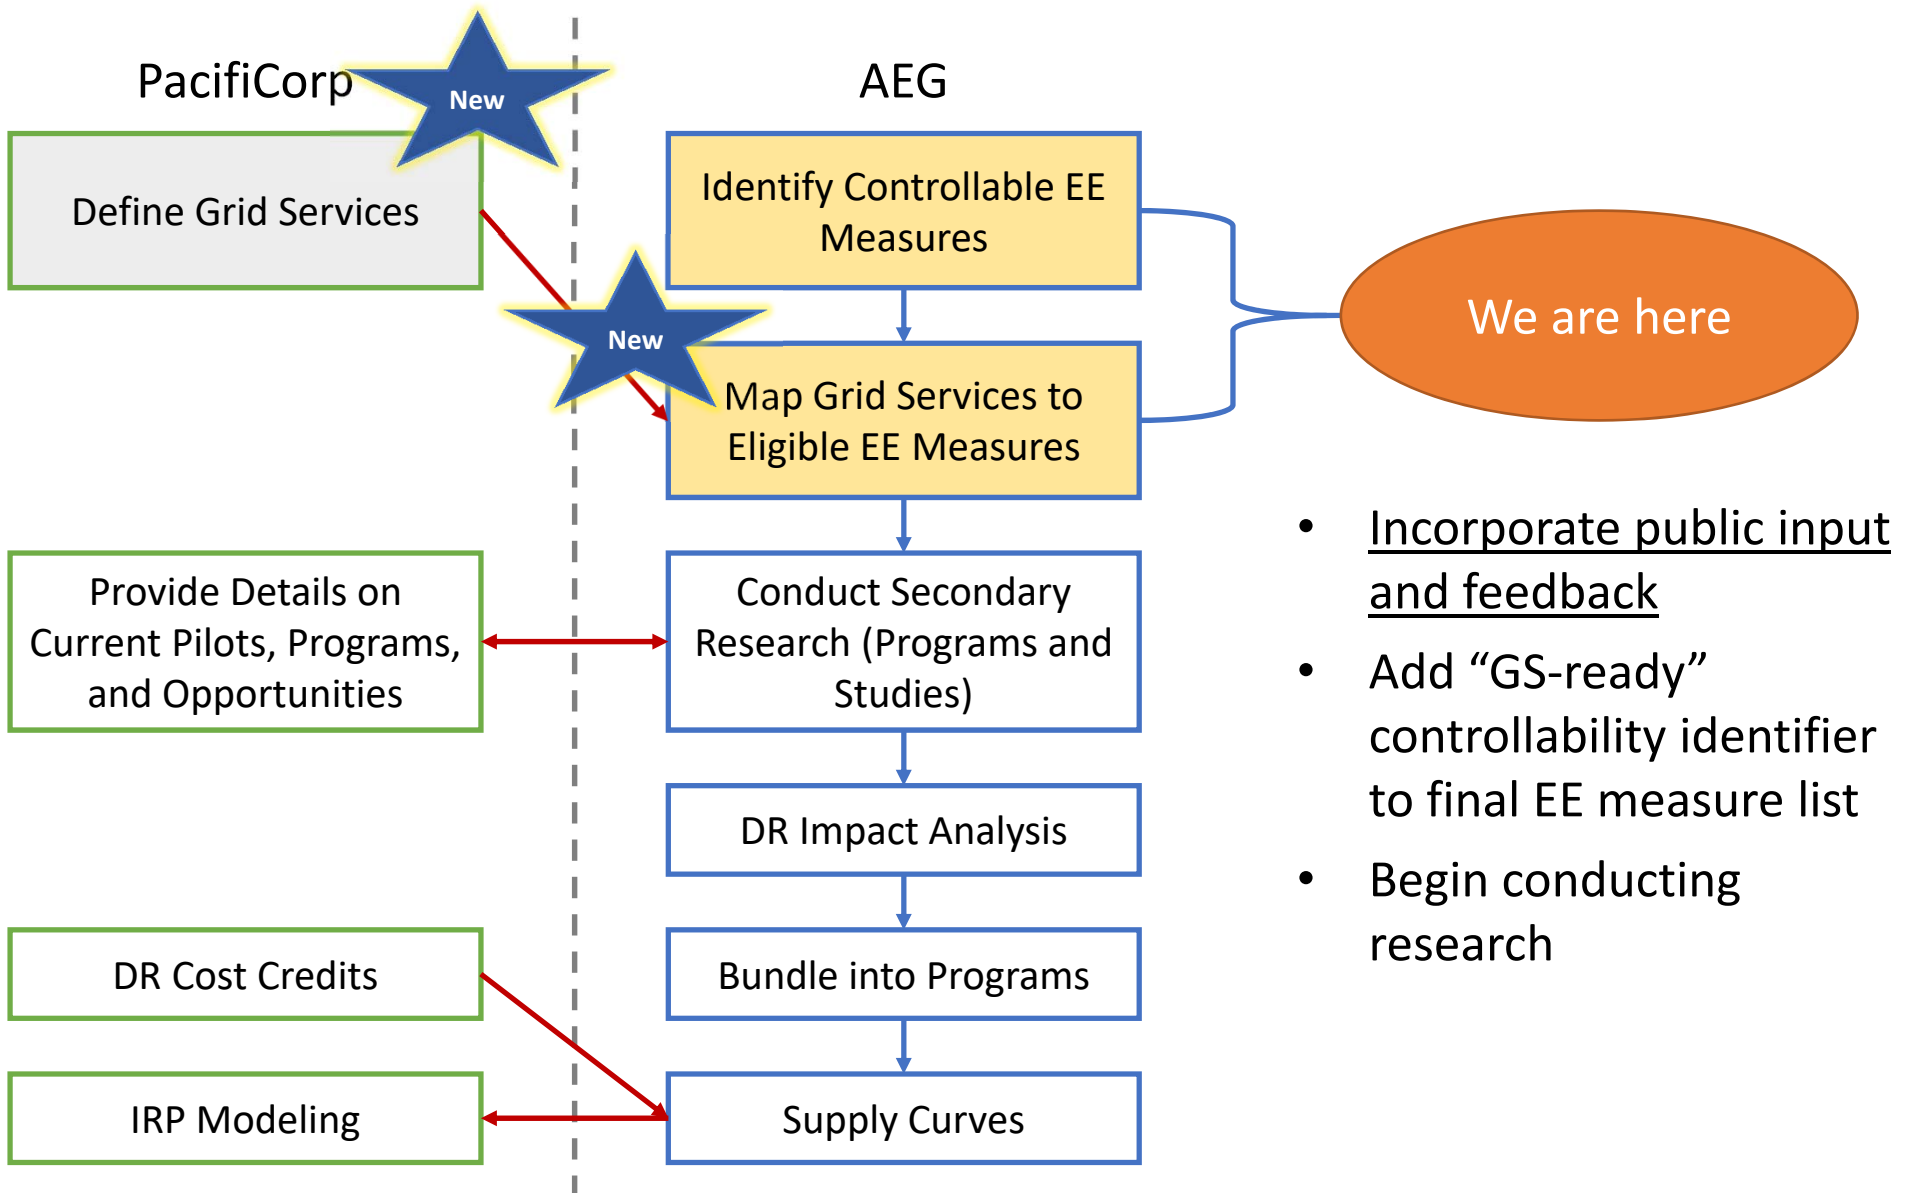 PacifiCorp
New
AEG
Define Grid Services
Identify Controllable EE
Measures
We are here
New
Map Grid Services to
Eligible EE Measures
Provide Details on
Current Pilots, Programs,
and Opportunities
Conduct Secondary
Research (Programs and
Studies)
DR Impact Analysis
DR Cost Credits
Bundle into Programs
IRP Modeling
Supply Curves
• Incorporate public input
and feedback
• Add “GS-ready”
controllability identifier
to final EE measure list
• Begin conducting
research